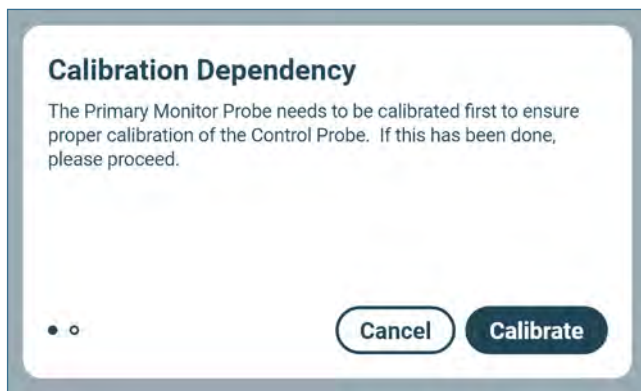 Calibration Dependency
The Primary Monitor Probe needs to be calibrated first to ensure
proper calibration of the Control Probe.  If this has been done,
please proceed.
Cancel
Calibrate